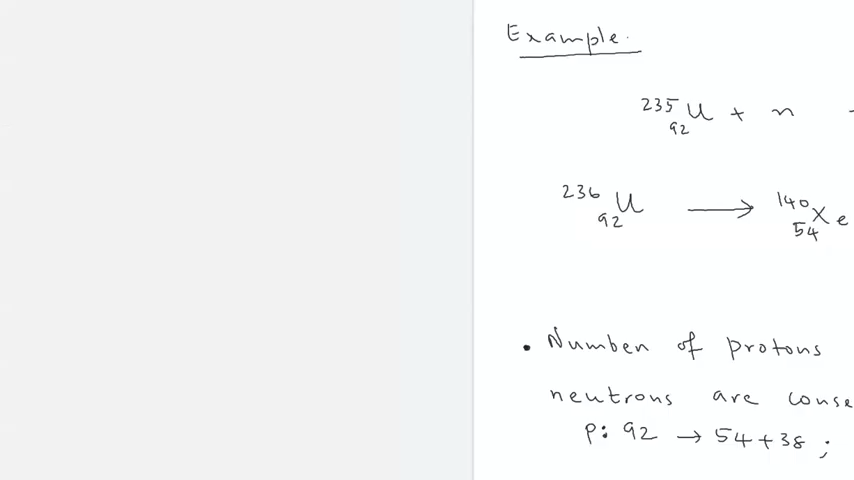 Example.
²³⁵₉₂U + n
²³⁶₉₂U → ¹⁴⁰₅₄Xe
• Number of protons
neutrons are conse
p: 92 → 54+38 ;